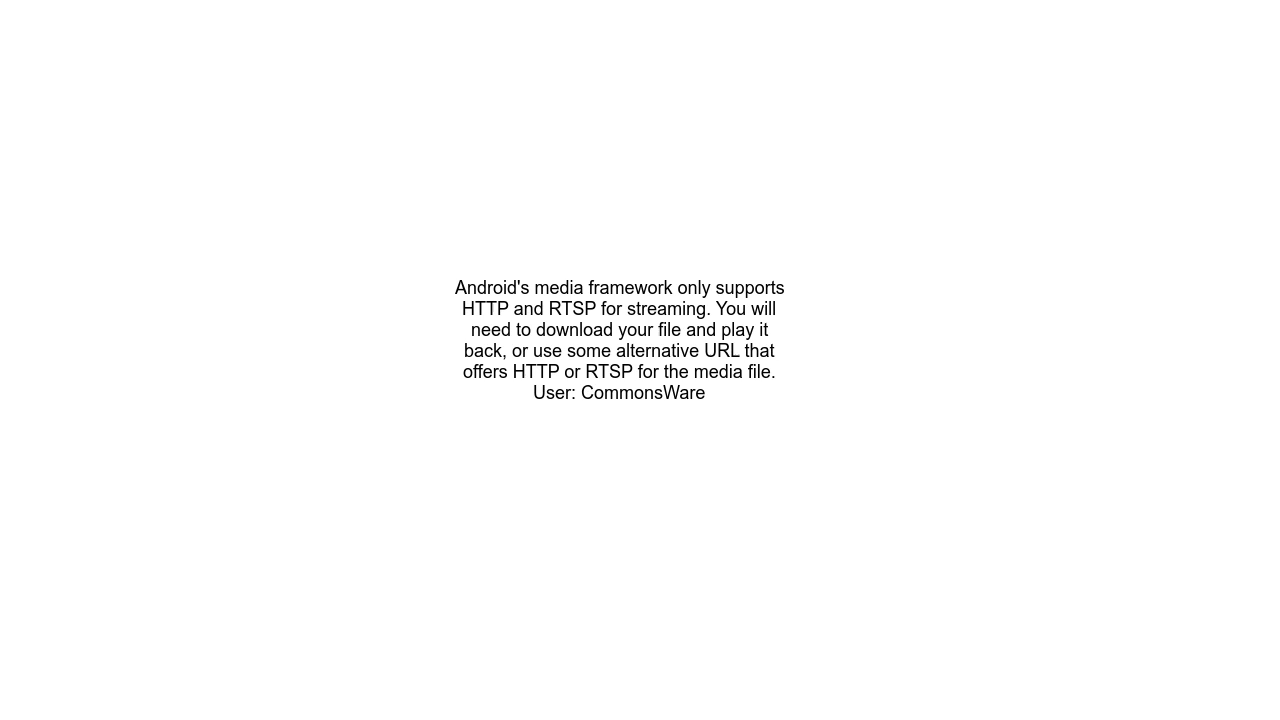 Android's media framework only supports
HTTP and RTSP for streaming. You will
need to download your file and play it
back, or use some alternative URL that
offers HTTP or RTSP for the media file.
User: CommonsWare